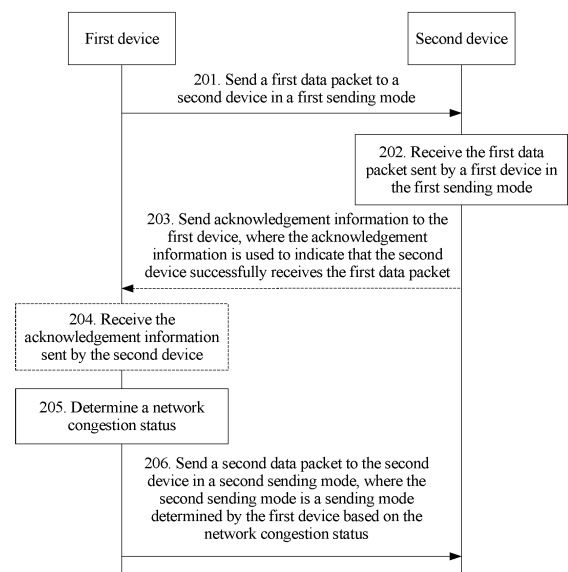 First device
Second device
201. Send a first data packet to a
second device in a first sending mode
202. Receive the first data
packet sent by a first device in
the first sending mode
203. Send acknowledgement information to the
first device, where the acknowledgement
information is used to indicate that the second
device successfully receives the first data packet
204. Receive the
acknowledgement information
sent by the second device
205. Determine a network
congestion status
206. Send a second data packet to the second
device in a second sending mode, where the
second sending mode is a sending mode
determined by the first device based on the
network congestion status